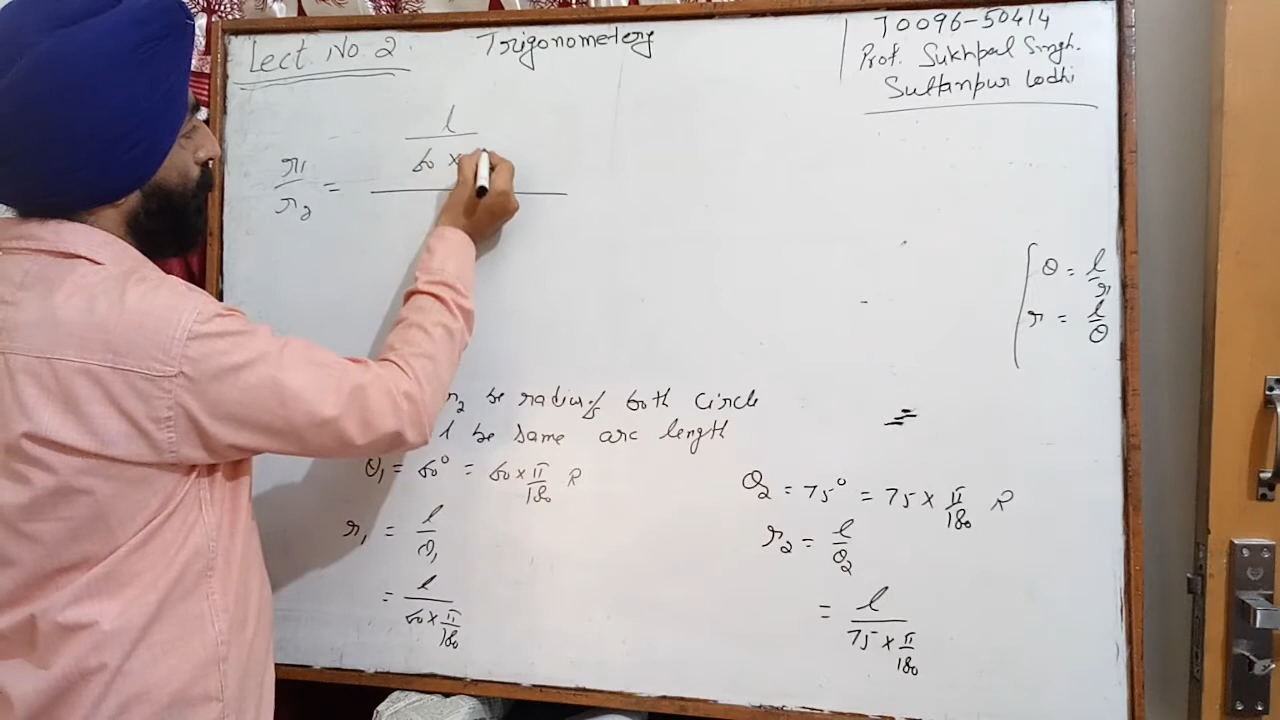 Lect. No 2. Trigonometery
70096-50414
Prof. Sukhpal Singh.
Sultanpur Lodhi
r1/r2 = l/(60 ×
θ = l/r
r = l/θ
r2 be radius of both circle
l be same arc length
θ1 = 60° = 60 × π/180 R
r1 = l/θ1
= l/(60 × π/180)
θ2 = 75° = 75 × π/180 R
r2 = l/θ2
= l/(75 × π/180)